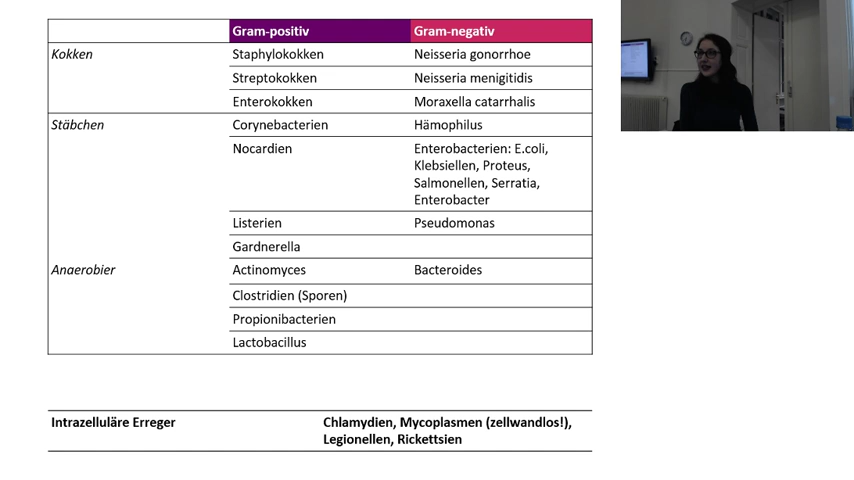 Gram-positiv Gram-negativ
Kokken Staphylokokken Neisseria gonorrhoe
Streptokokken Neisseria menigitidis
Enterokokken Moraxella catarrhalis
Stäbchen Corynebacterien Hämophilus
Nocardien Enterobacterien: E.coli,
Klebsiellen, Proteus,
Salmonellen, Serratia,
Enterobacter
Listerien Pseudomonas
Gardnerella
Anaerobier Actinomyces Bacteroides
Clostridien (Sporen)
Propionibacterien
Lactobacillus
Intrazelluläre Erreger Chlamydien, Mycoplasmen (zellwandlos!),
Legionellen, Rickettsien